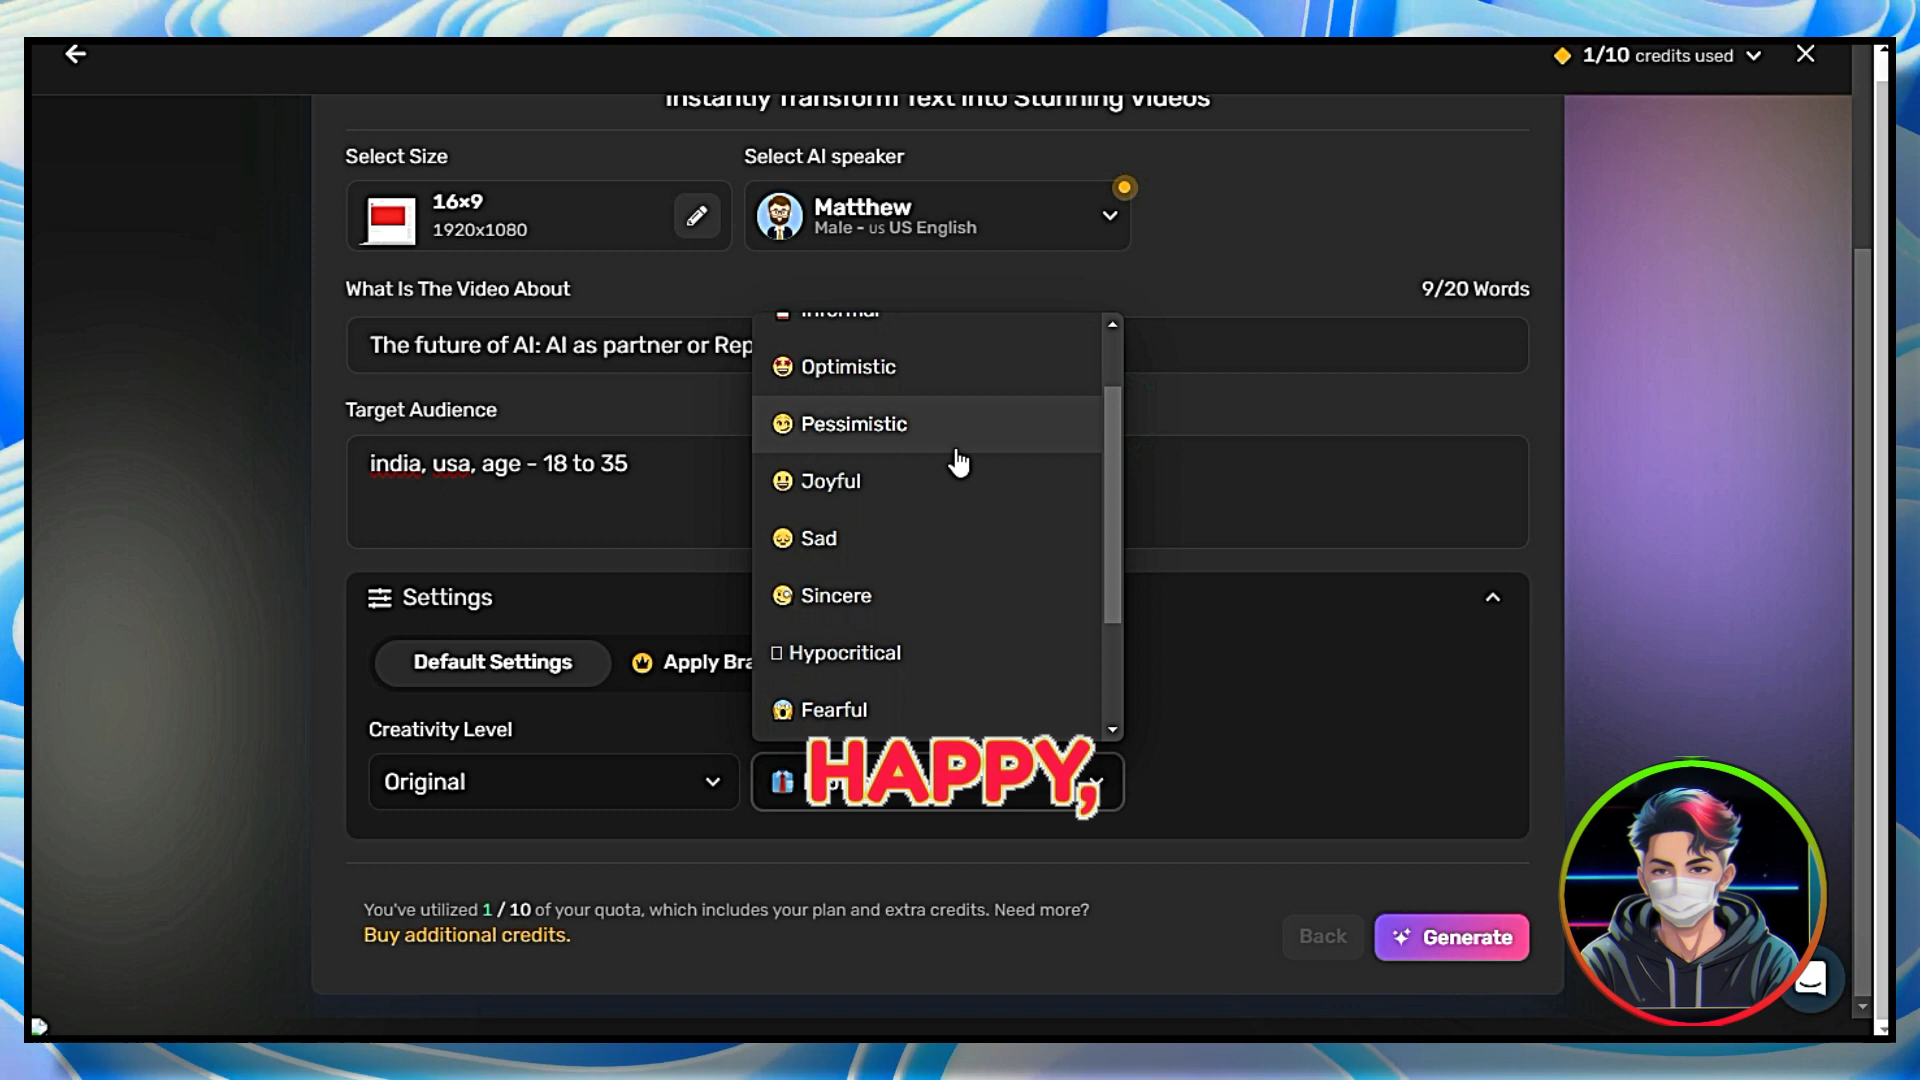 1/10 credits used
Instantly Transform Text into Stunning Videos
Select Size
Select AI speaker
16×9
1920x1080
Matthew
Male - US US English
What Is The Video About
9/20 Words
The future of AI: AI as partner or Rep
Informal
Optimistic
Pessimistic
Joyful
Sad
Sincere
Hypocritical
Fearful
Target Audience
india, usa, age - 18 to 35
Settings
Default Settings
Apply Bra
Creativity Level
Original
HAPPY,
You've utilized 1 / 10 of your quota, which includes your plan and extra credits. Need more?
Buy additional credits.
Back
Generate